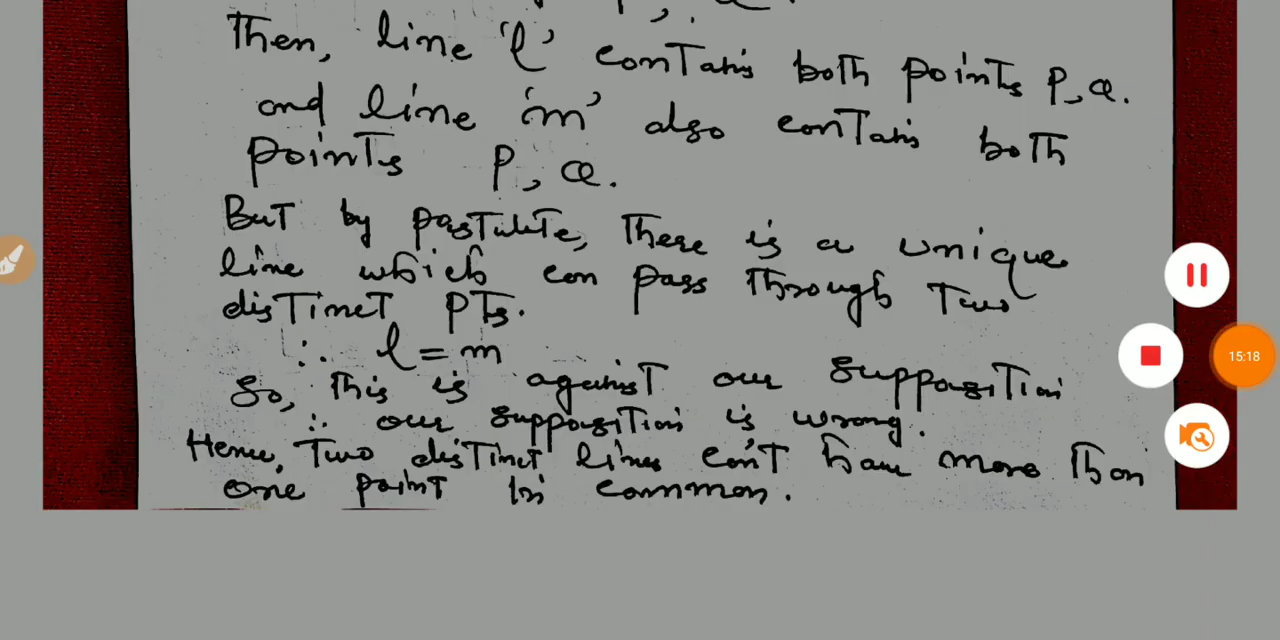 Then, line 'l' contains both points P, Q.
and line 'm' also contains both
points P, Q.
But by postulate, there is a unique
line which can pass through two
distinct pts.
∴ l = m
So, this is against our supposition
∴ our supposition is wrong.
Hence, two distinct lines can't have more than
one point in common.
15:18